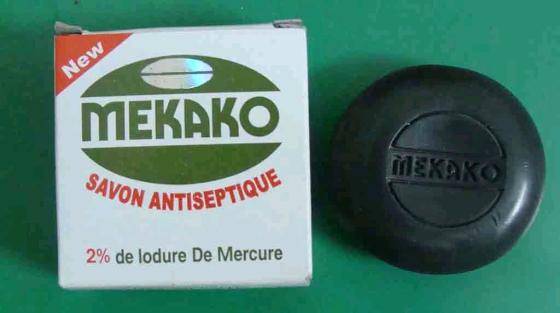 New
MEKAKO
SAVON ANTISEPTIQUE
2% de Iodure De Mercure
MEKAKO